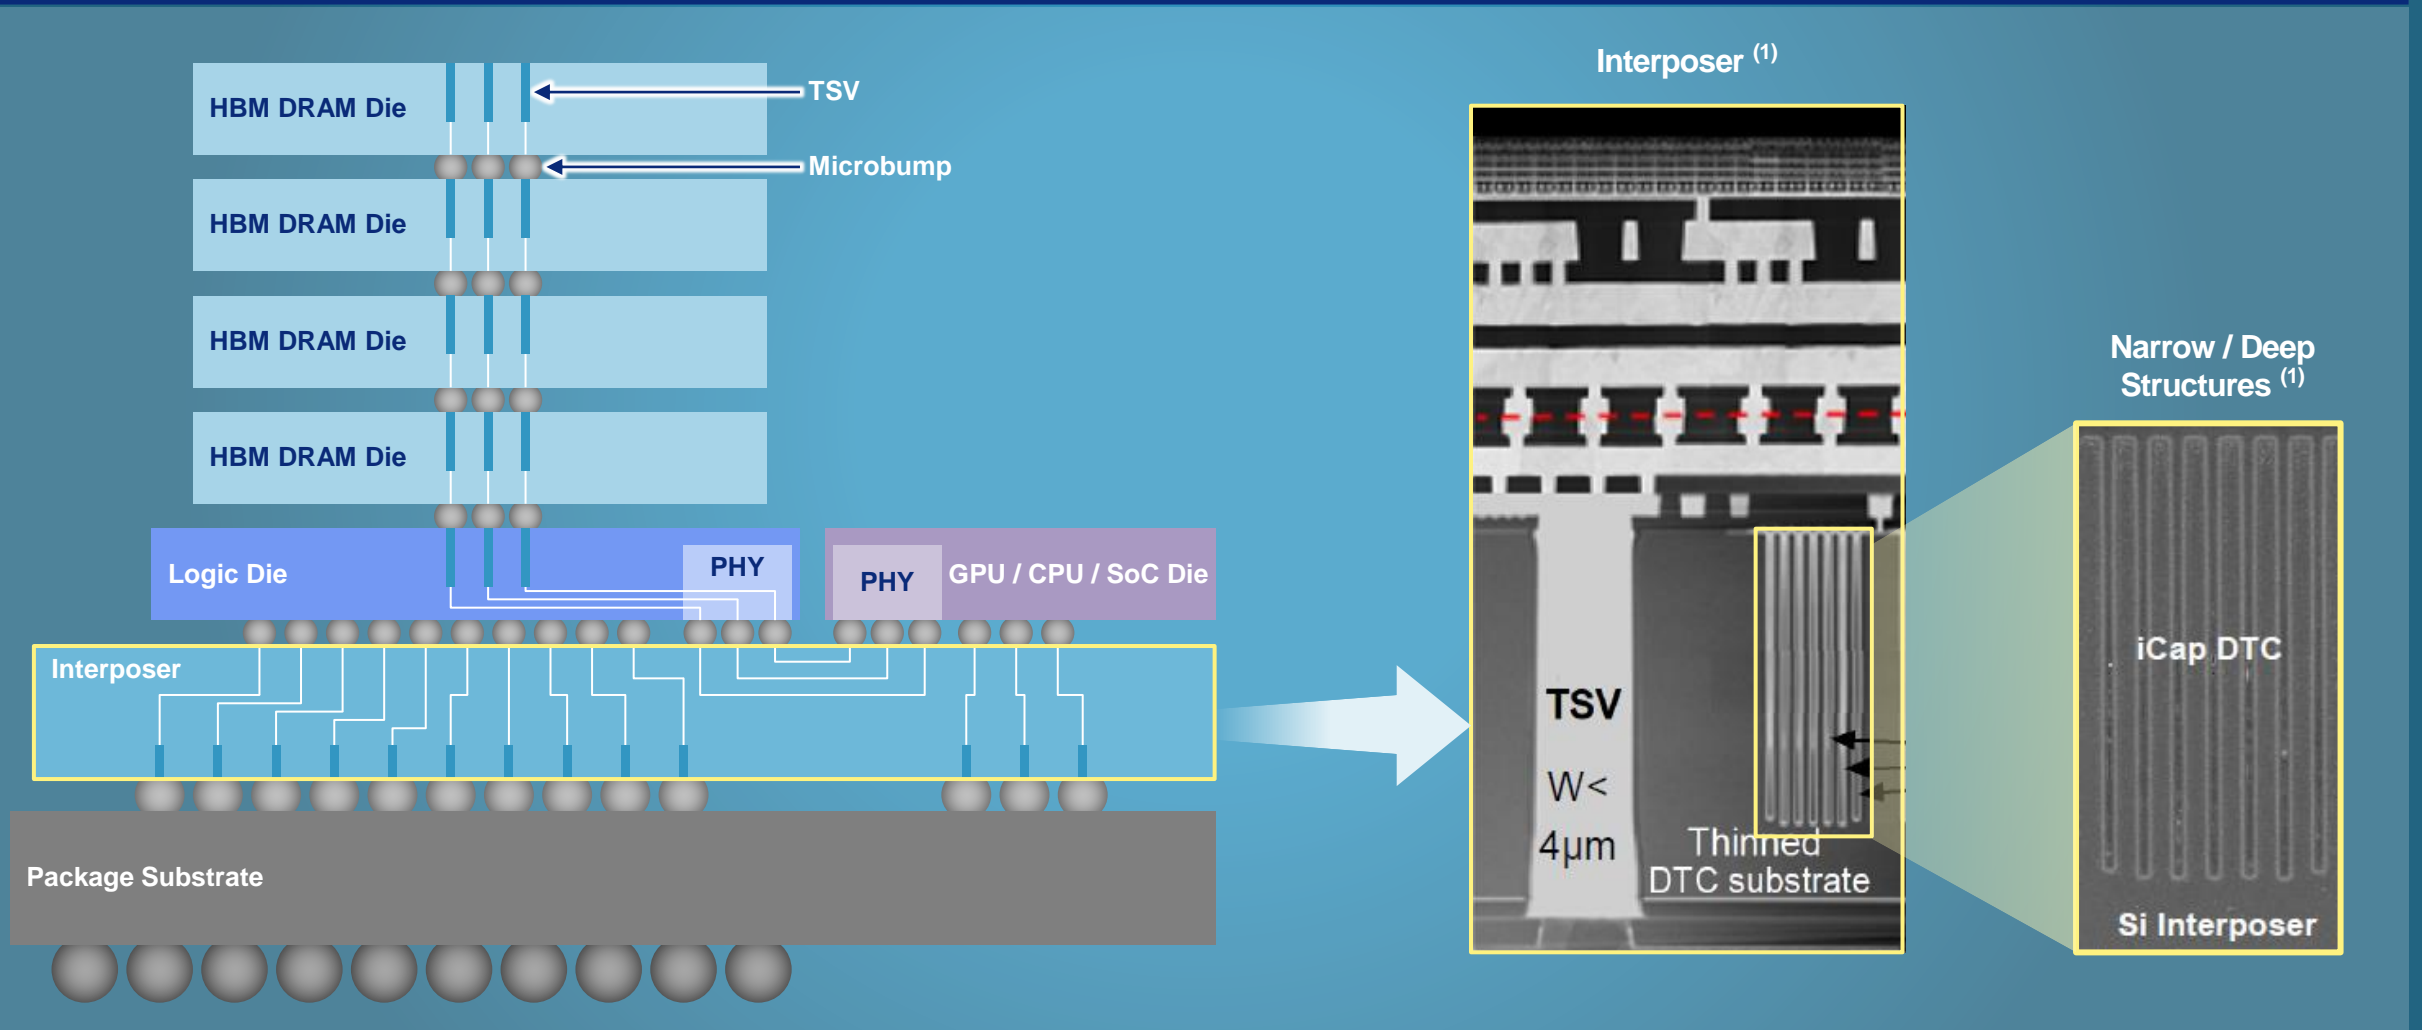 HBM DRAM Die
TSV
Microbump
HBM DRAM Die
HBM DRAM Die
HBM DRAM Die
Logic Die
PHY
PHY
GPU / CPU / SoC Die
Interposer
Package Substrate
Interposer (1)
TSV
W<
4μm
Thinned
DTC substrate
Narrow / Deep
Structures (1)
iCap DTC
Si Interposer